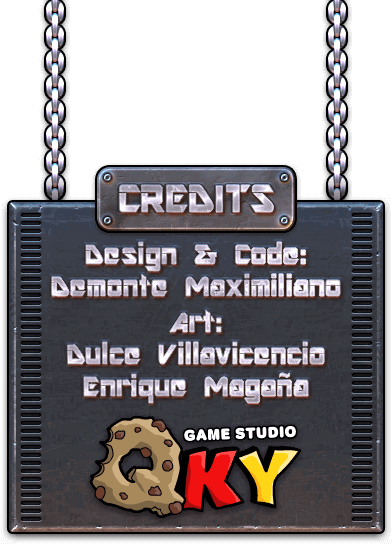 CREDITS
Design & Code:
Demonte Maximiliano
Art:
Dulce Villavicencio
Enrique Magaña
GAME STUDIO
QKY